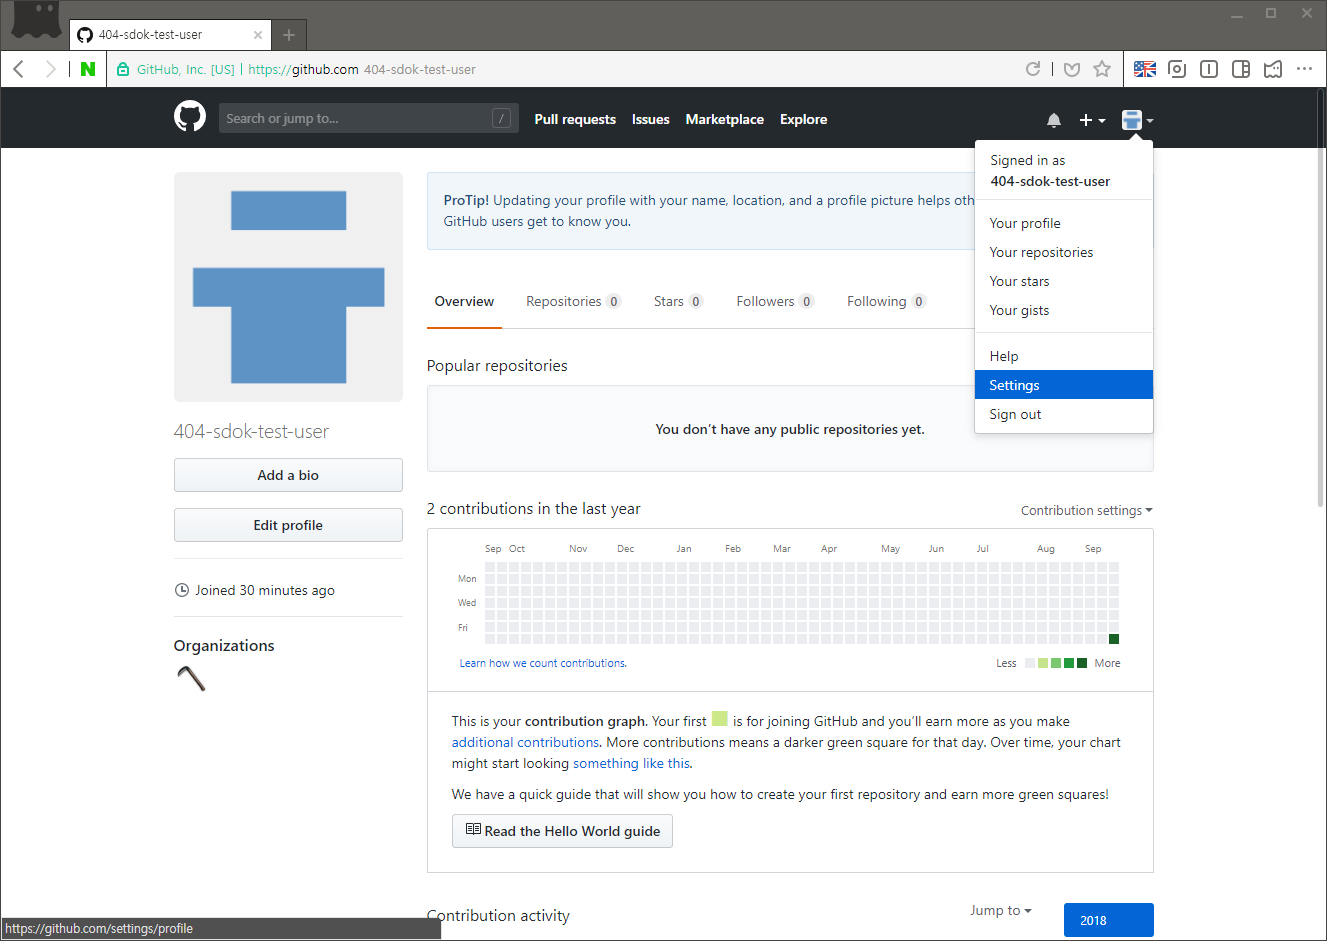 404-sdok-test-user
N
GitHub, Inc. [US] | https://github.com 404-sdok-test-user
Search or jump to... /
Pull requests Issues Marketplace Explore
Signed in as
404-sdok-test-user
Your profile
Your repositories
Your stars
Your gists
Help
Settings
Sign out
ProTip! Updating your profile with your name, location, and a profile picture helps oth
GitHub users get to know you.
Overview Repositories 0 Stars 0 Followers 0 Following 0
Popular repositories
You don't have any public repositories yet.
404-sdok-test-user
Add a bio
Edit profile
Joined 30 minutes ago
Organizations
2 contributions in the last year
Contribution settings
Sep Oct Nov Dec Jan Feb Mar Apr May Jun Jul Aug Sep
Mon
Wed
Fri
Learn how we count contributions.
Less More
This is your contribution graph. Your first is for joining GitHub and you'll earn more as you make
additional contributions. More contributions means a darker green square for that day. Over time, your chart
might start looking something like this.
We have a quick guide that will show you how to create your first repository and earn more green squares!
Read the Hello World guide
Contribution activity
Jump to
2018
https://github.com/settings/profile